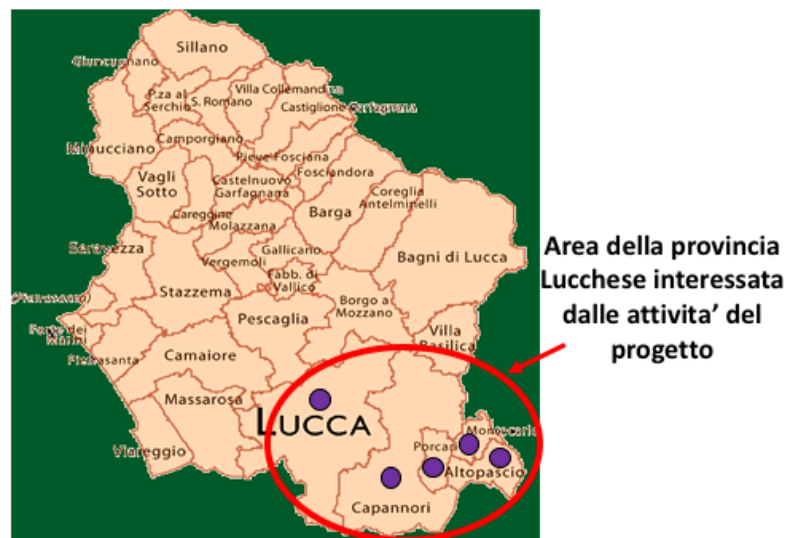 Sillano
Giuncugnano
P.za al
Serchio
S. Romano
Villa Collemandina
Castiglione Garfagnana
Minucciano
Camporgiano
Pieve Fosciana
Vagli
Sotto
Castelnuovo
Garfagnana
Fosciandora
Coreglia
Antelminelli
Careggine
Molazzana
Barga
Seravezza
Vergemoli
Gallicano
Bagni di Lucca
Fabb. di
Vallico
Stazzema
(Pietrasanta)
Borgo a
Mozzano
Forte dei
Marmi
Pescaglia
Villa
Basilica
Pietrasanta
Camaiore
Massarosa
LUCCA
Viareggio
Montecarlo
Porcari
Altopascio
Capannori
Area della provincia
Lucchese interessata
dalle attivita’ del
progetto